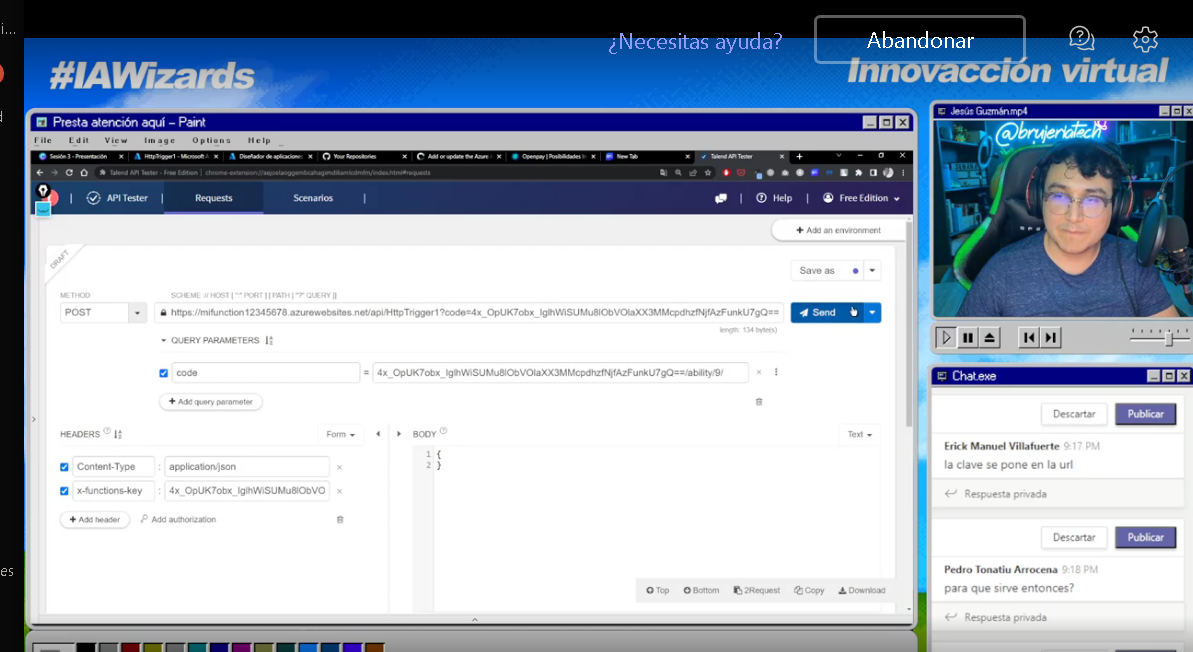 ¿Necesitas ayuda?
Abandonar
#IAWizards
Innovacción virtual
Presta atención aquí – Paint
File Edit View Image Options Help
Sesión 3 - Presentación
HttpTrigger1 - Microsoft A
Diseñador de aplicaciones
Your Repositories
Add or update the Azure
Openpay | Posibilidades In
New Tab
Talend API Tester
Talend API Tester - Free Edition
API Tester
Requests
Scenarios
Help
Free Edition
+ Add an environment
DRAFT
Save as
METHOD
SCHEME :// HOST [ ":" PORT ] [ PATH [ "?" QUERY ]]
POST
https://mifunction12345678.azurewebsites.net/api/HttpTrigger1?code=4x_OpUK7obx_IglhWiSUMu8lObVOlaXX3MMcpdhzfNjfAzFunkU7gQ==
Send
length: 134 byte(s)
QUERY PARAMETERS
code = 4x_OpUK7obx_IglhWiSUMu8lObVOlaXX3MMcpdhzfNjfAzFunkU7gQ==/ability/9/
+ Add query parameter
HEADERS
Form
BODY
Text
Content-Type : application/json
x-functions-key : 4x_OpUK7obx_IglhWiSUMu8lObVO
+ Add header
Add authorization
1 {
2 }
Top Bottom 2Request Copy Download
Jesús Guzmán.mp4
@brujeriatech
Chat.exe
Descartar Publicar
Erick Manuel Villafuerte 9:17 PM
la clave se pone en la url
Respuesta privada
Descartar Publicar
Pedro Tonatiu Arrocena 9:18 PM
para que sirve entonces?
Respuesta privada